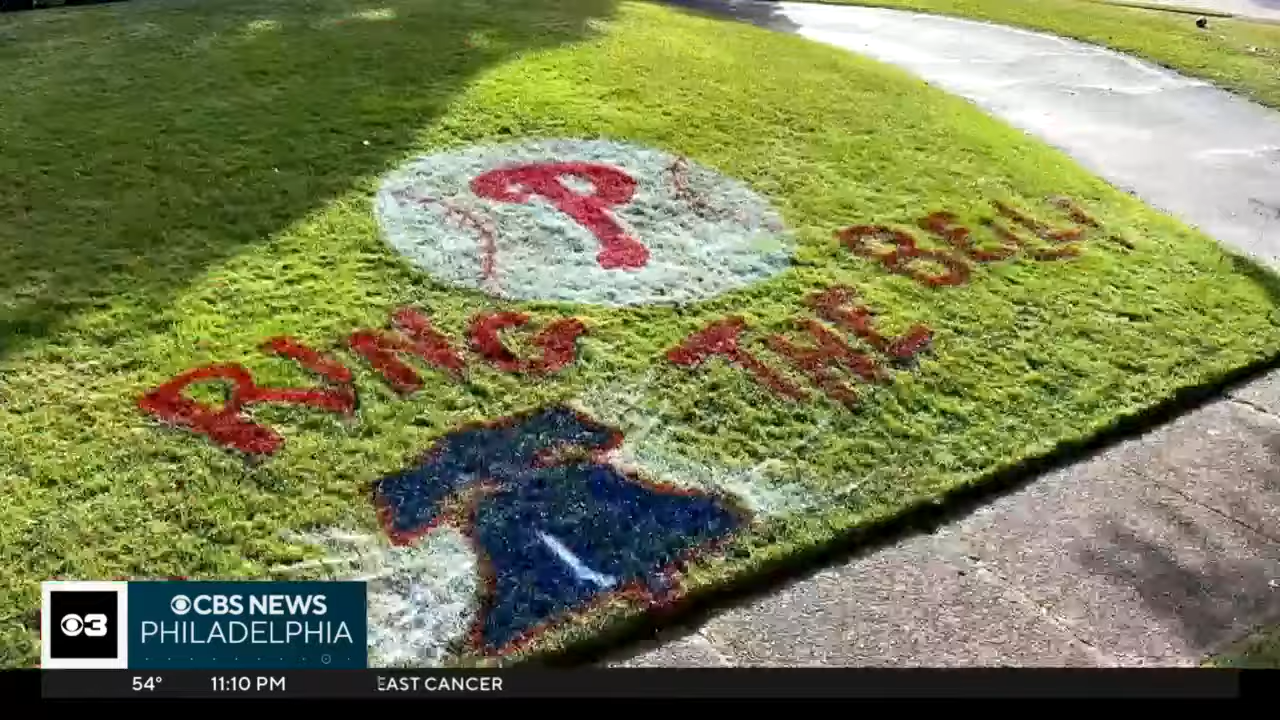 P
RING THE BELL
3
CBS NEWS
PHILADELPHIA
54° 11:10 PM EAST CANCER